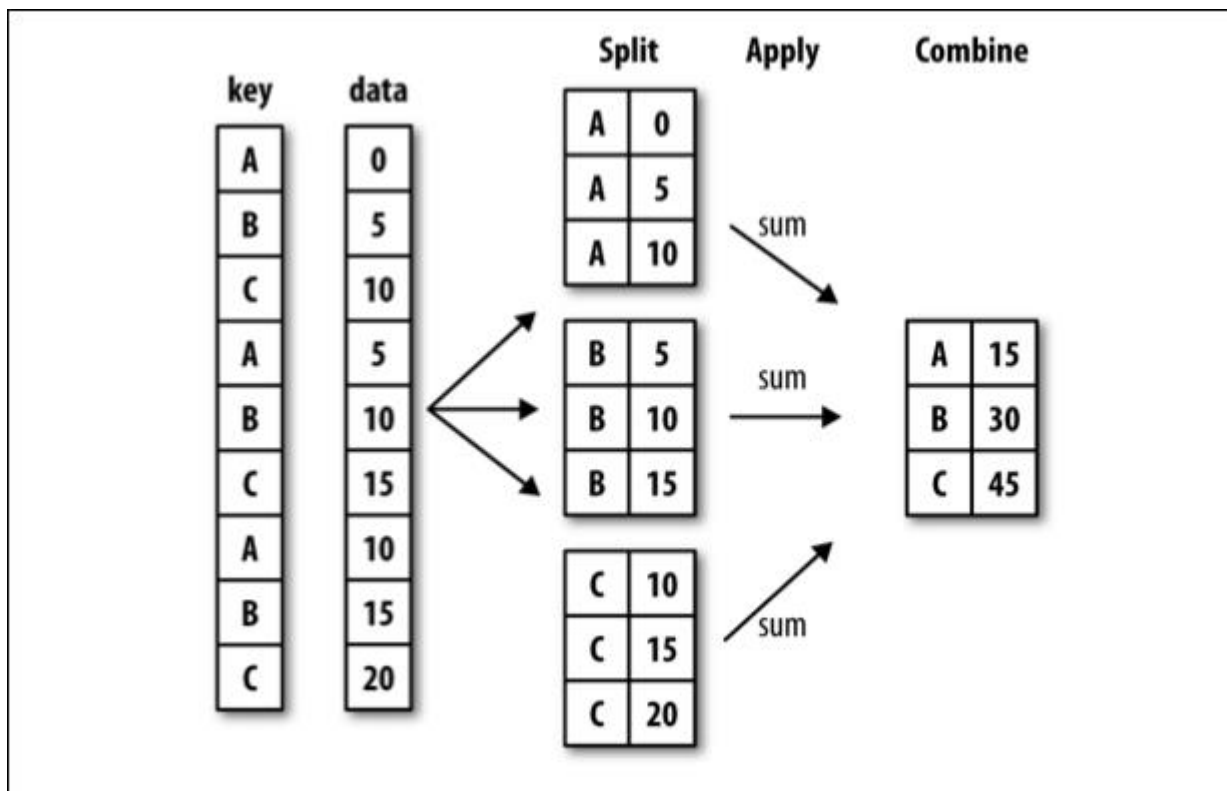 key
data
A 0
B 5
C 10
A 5
B 10
C 15
A 10
B 15
C 20
Split
A 0
A 5
A 10
B 5
B 10
B 15
C 10
C 15
C 20
Apply
sum
sum
sum
Combine
A 15
B 30
C 45